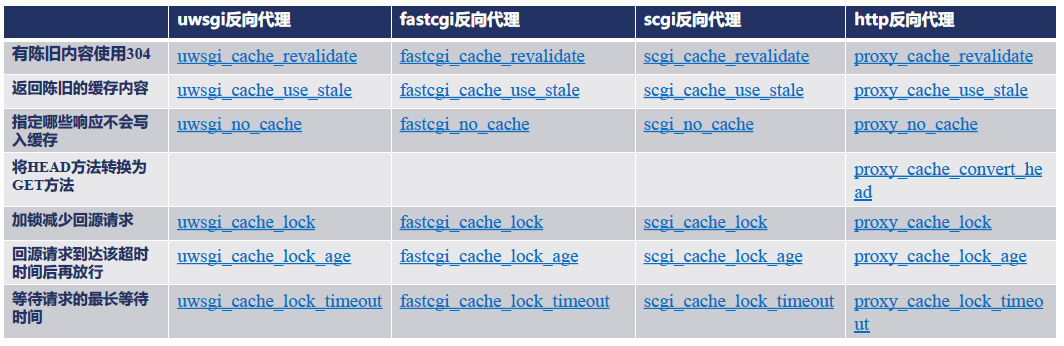 uwsgi反向代理 fastcgi反向代理 scgi反向代理 http反向代理
有陈旧内容使用304 uwsgi_cache_revalidate fastcgi_cache_revalidate scgi_cache_revalidate proxy_cache_revalidate
返回陈旧的缓存内容 uwsgi_cache_use_stale fastcgi_cache_use_stale scgi_cache_use_stale proxy_cache_use_stale
指定哪些响应不会写 uwsgi_no_cache fastcgi_no_cache scgi_no_cache proxy_no_cache
入缓存
将HEAD方法转换为 proxy_cache_convert_he
GET方法 ad
加锁减少回源请求 uwsgi_cache_lock fastcgi_cache_lock scgi_cache_lock proxy_cache_lock
回源请求到达该超时 uwsgi_cache_lock_age fastcgi_cache_lock_age scgi_cache_lock_age proxy_cache_lock_age
时间后再放行
等待请求的最长等待 uwsgi_cache_lock_timeout fastcgi_cache_lock_timeout scgi_cache_lock_timeout proxy_cache_lock_timeo
时间 ut